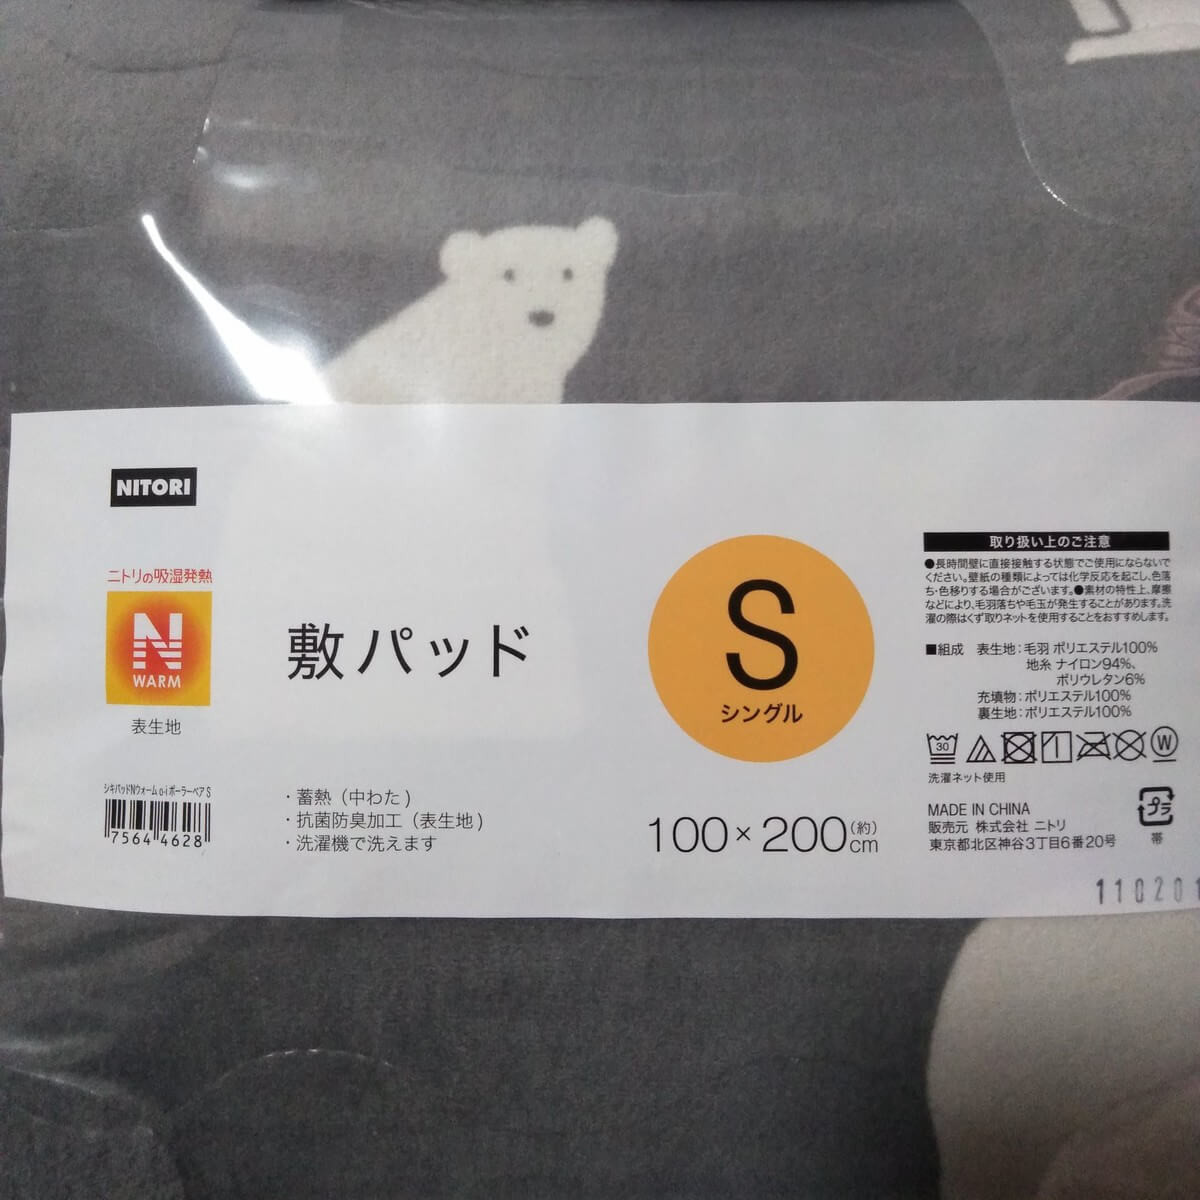 NITORI
ニトリの吸湿発熱
N
WARM
表生地
シキパッドNウォーム o-i ポーラーベア S
7564 4628
敷パッド
・蓄熱（中わた）
・抗菌防臭加工（表生地）
・洗濯機で洗えます
S
シングル
100×200(約)cm
取り扱い上のご注意
●長時間壁に直接接触する状態でご使用にならないで
ください。壁紙の種類によっては化学反応を起こし、色落
ち・色移りする場合がございます。●素材の特性上、摩擦
などにより、毛羽落ちや毛玉が発生することがあります。洗
濯の際はくず取りネットを使用することをおすすめします。
■組成 表生地：毛羽 ポリエステル100%
地糸 ナイロン94%、
ポリウレタン6%
充填物：ポリエステル100%
裏生地：ポリエステル100%
30
W
洗濯ネット使用
MADE IN CHINA
販売元 株式会社 ニトリ
東京都北区神谷3丁目6番20号
プラ
帯
110201